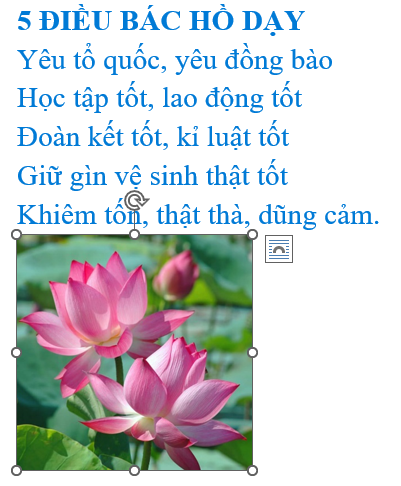 5 ĐIỀU BÁC HỒ DẠY
Yêu tổ quốc, yêu đồng bào
Học tập tốt, lao động tốt
Đoàn kết tốt, kỉ luật tốt
Giữ gìn vệ sinh thật tốt
Khiêm tốn, thật thà, dũng cảm.